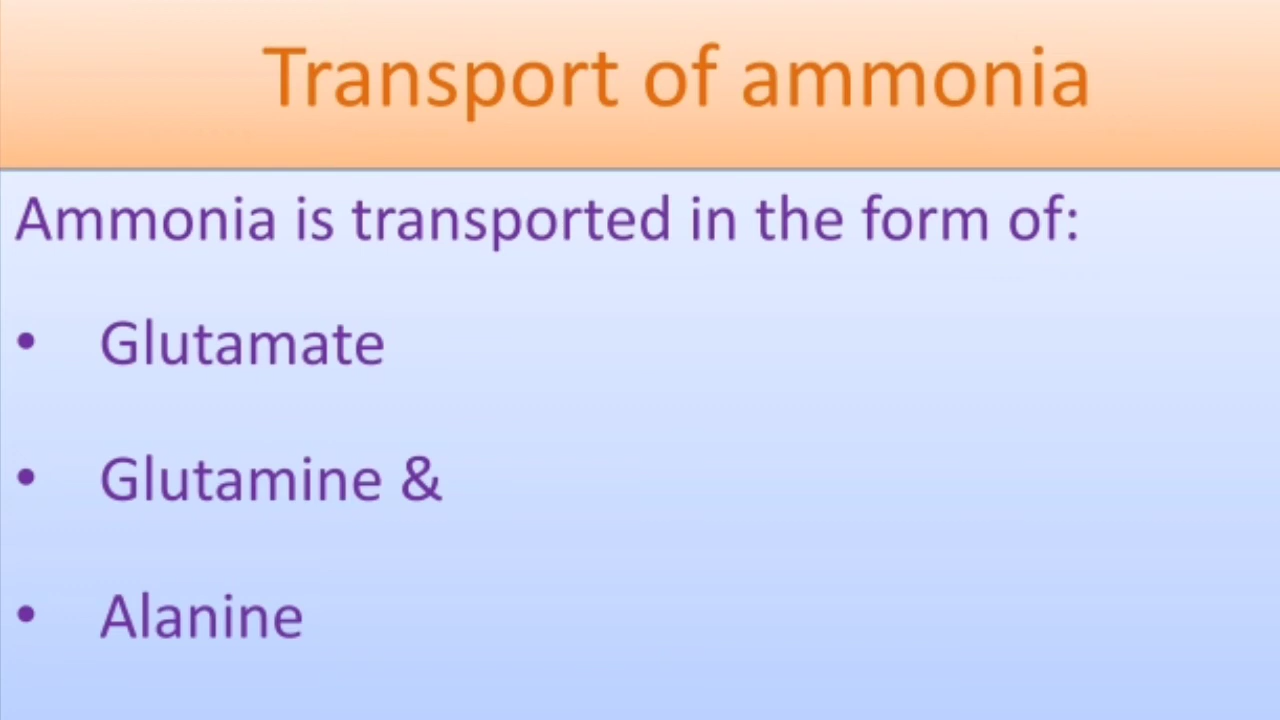 Transport of ammonia
Ammonia is transported in the form of:
• Glutamate
• Glutamine &
• Alanine